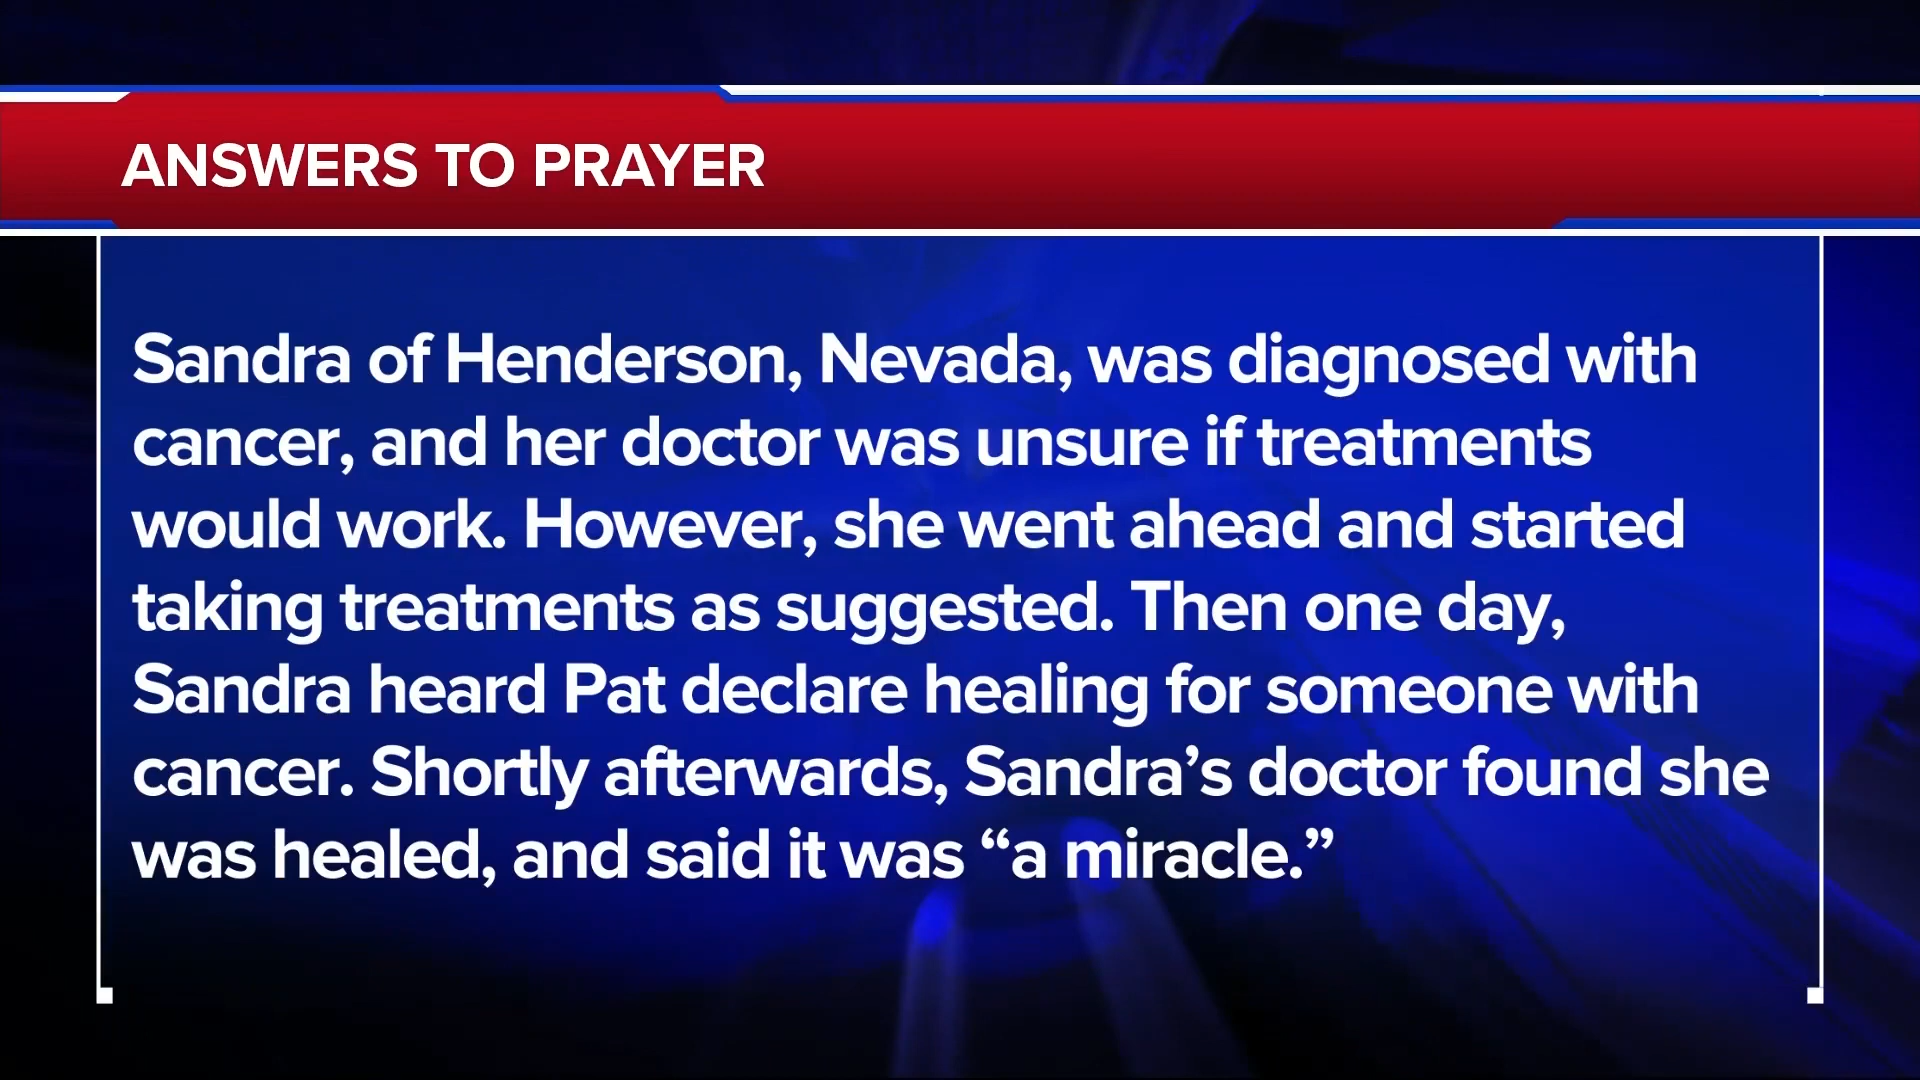 ANSWERS TO PRAYER
Sandra of Henderson, Nevada, was diagnosed with
cancer, and her doctor was unsure if treatments
would work. However, she went ahead and started
taking treatments as suggested. Then one day,
Sandra heard Pat declare healing for someone with
cancer. Shortly afterwards, Sandra’s doctor found she
was healed, and said it was “a miracle.”